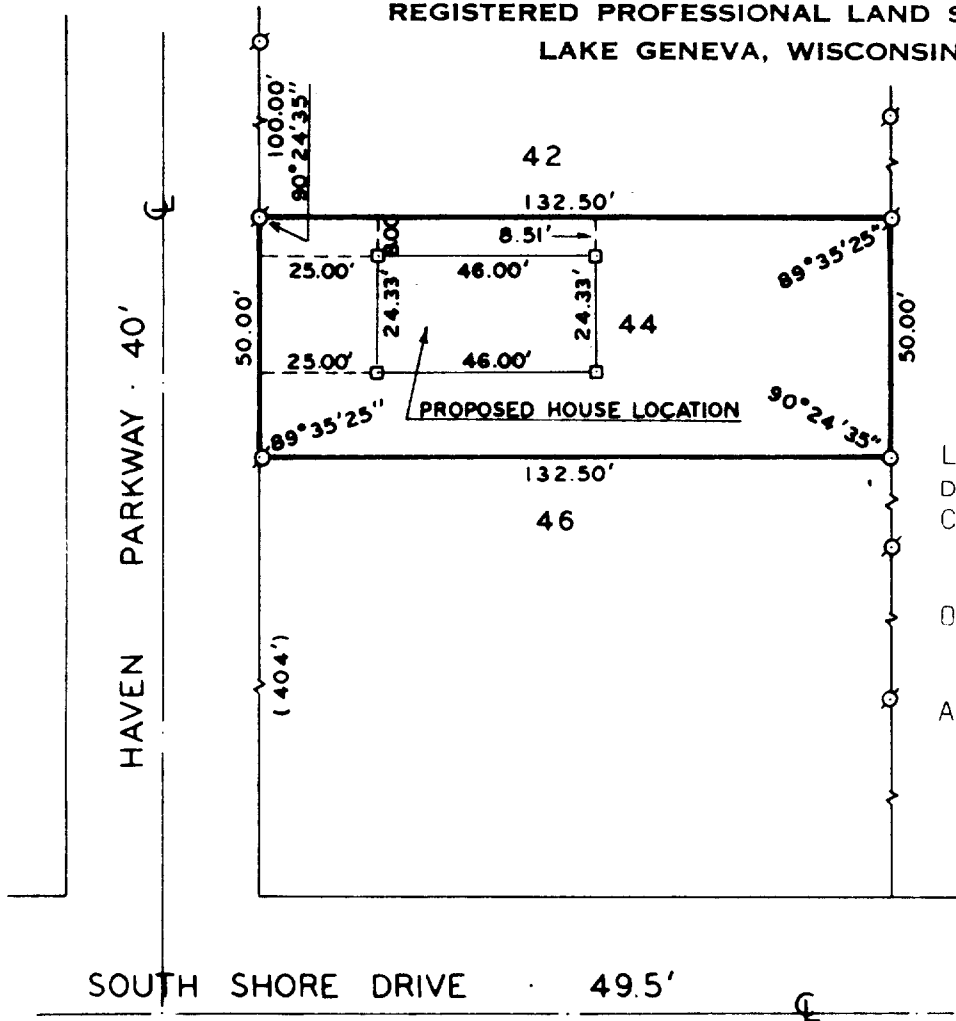 REGISTERED PROFESSIONAL LAND S
LAKE GENEVA, WISCONSIN
100.00'
90°24'35"
42
132.50'
8.00
8.51'
89°35'25"
25.00'
46.00'
50.00'
24.33'
24.33'
44
50.00'
25.00'
46.00'
PROPOSED HOUSE LOCATION
89°35'25"
90°24'35"
132.50'
46
L
D
C
O
A
HAVEN PARKWAY · 40'
(404')
SOUTH SHORE DRIVE · 49.5'